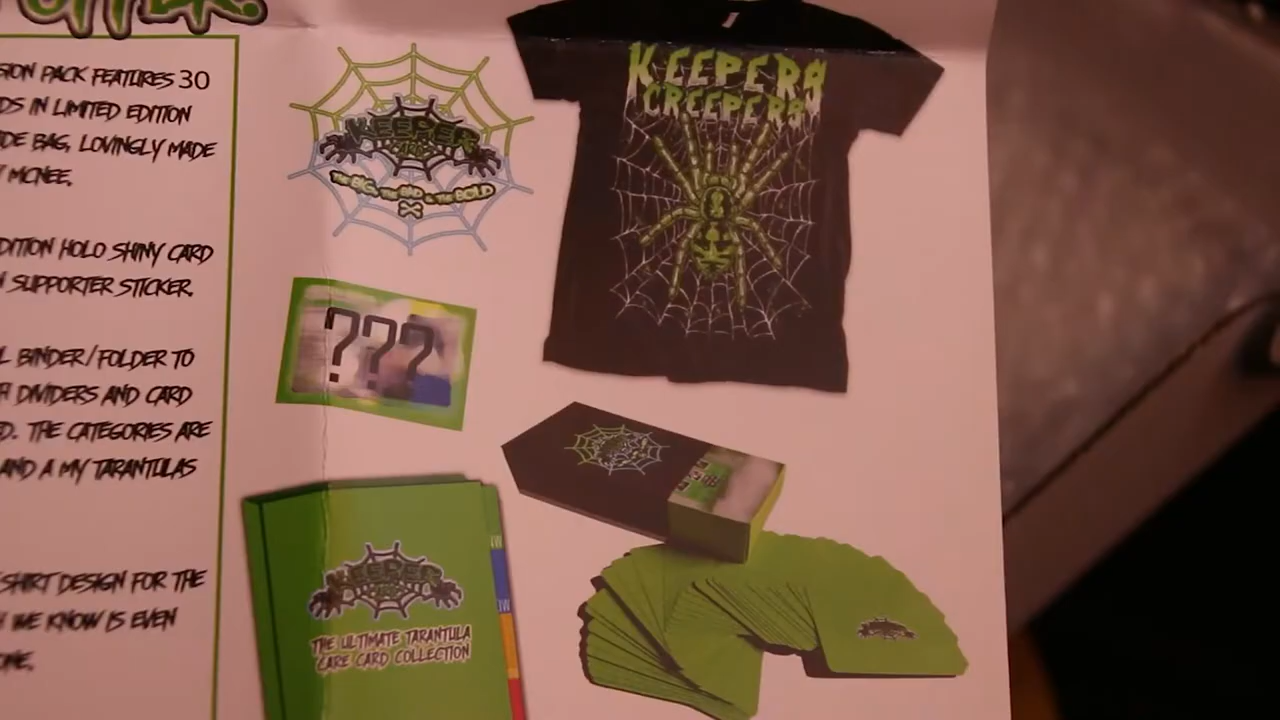 SION PACK FEATURES 30
DS IN LIMITED EDITION
DE BAG, LOVINGLY MADE
MCNEE.
DITION HOLO SHINY CARD
SUPPORTER STICKER.
L BINDER/FOLDER TO
DIVIDERS AND CARD
D. THE CATEGORIES ARE
AND A MY TARANTULAS
SHIRT DESIGN FOR THE
WE KNOW IS EVEN
ONE.
KEEPER
THE BIG, THE BAD & THE BOLD
KEEPERS
CREEPERS
???
KEEPER
THE ULTIMATE TARANTULA
CARE CARD COLLECTION